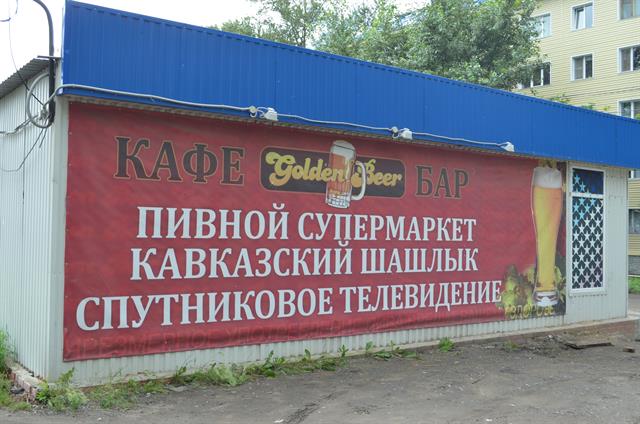 КАФЕ Golden Beer БАР
ПИВНОЙ СУПЕРМАРКЕТ
КАВКАЗСКИЙ ШАШЛЫК
СПУТНИКОВОЕ ТЕЛЕВИДЕНИЕ